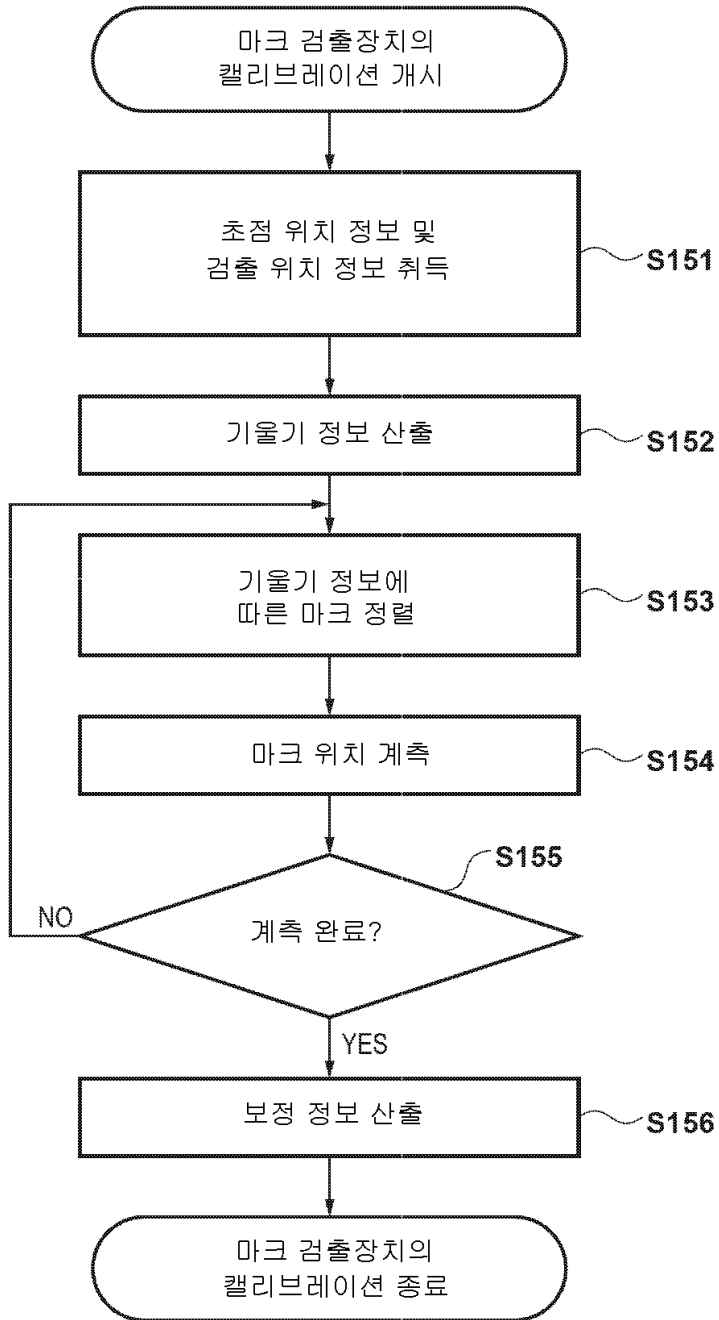 마크 검출장치의
캘리브레이션 개시
초점 위치 정보 및
검출 위치 정보 취득
S151
기울기 정보 산출
S152
기울기 정보에
따른 마크 정렬
S153
마크 위치 계측
S154
S155
계측 완료?
NO
YES
보정 정보 산출
S156
마크 검출장치의
캘리브레이션 종료